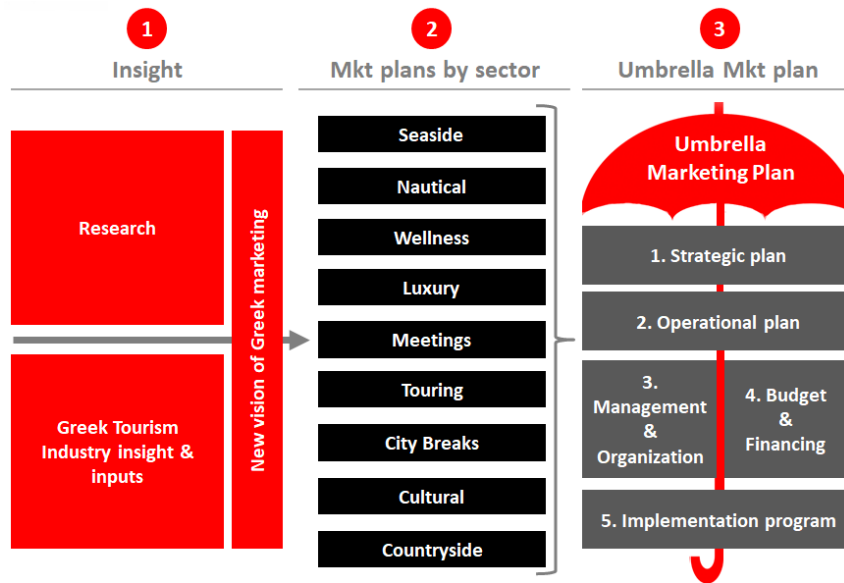 1
Insight
Research
Greek Tourism
Industry insight &
inputs
New vision of Greek marketing
2
Mkt plans by sector
Seaside
Nautical
Wellness
Luxury
Meetings
Touring
City Breaks
Cultural
Countryside
3
Umbrella Mkt plan
Umbrella
Marketing Plan
1. Strategic plan
2. Operational plan
3.
Management
&
Organization
4. Budget
&
Financing
5. Implementation program